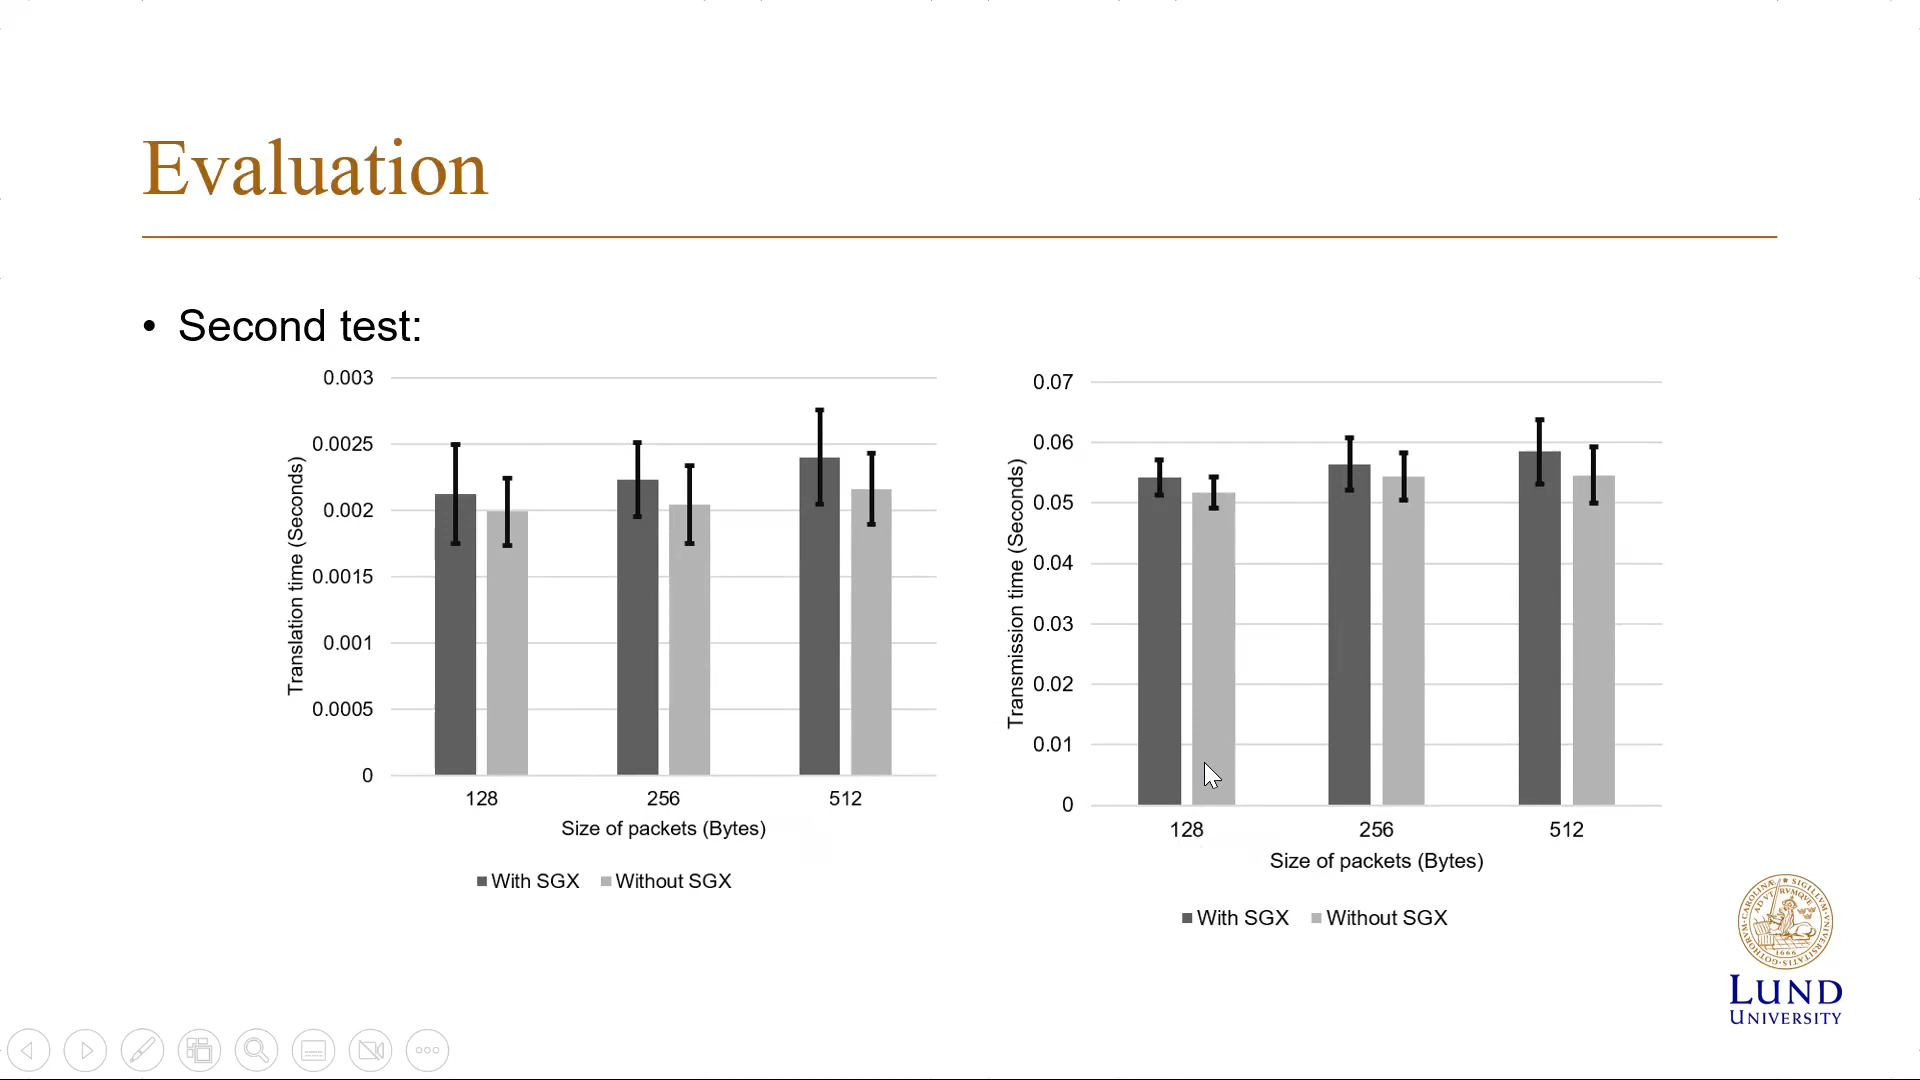 Evaluation
• Second test:
0.003
0.0025
0.002
0.0015
0.001
0.0005
0
Translation time (Seconds)
128 256 512
Size of packets (Bytes)
With SGX Without SGX
0.07
0.06
0.05
0.04
0.03
0.02
0.01
0
Transmission time (Seconds)
128 256 512
Size of packets (Bytes)
With SGX Without SGX
LUND
UNIVERSITY